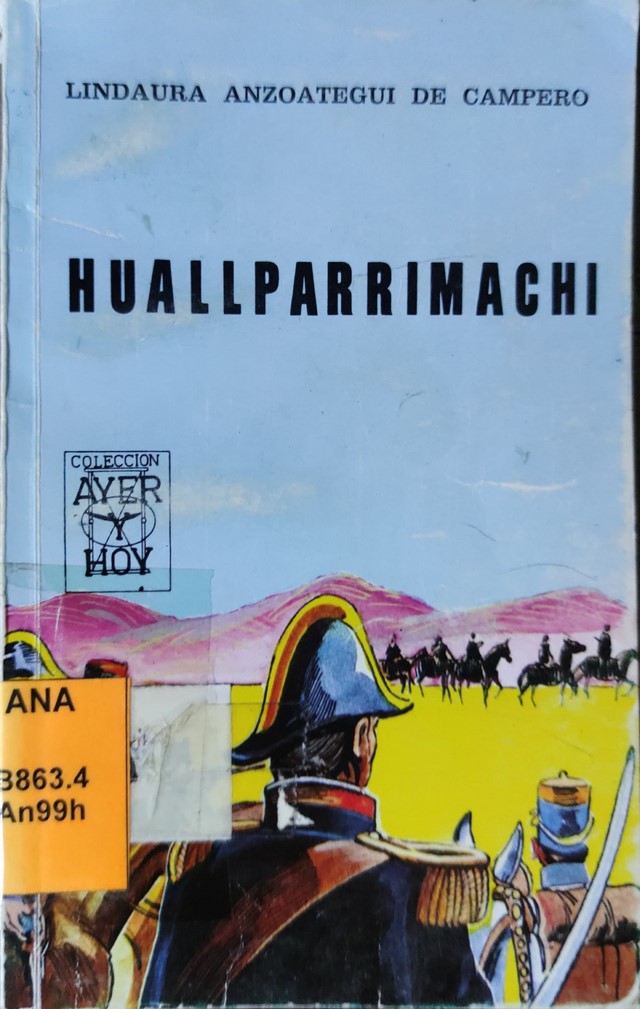 LINDAURA ANZOATEGUI DE CAMPERO
HUALLPARRIMACHI
COLECCION
AYER
Y
HOY
ANA
B863.4
An99h